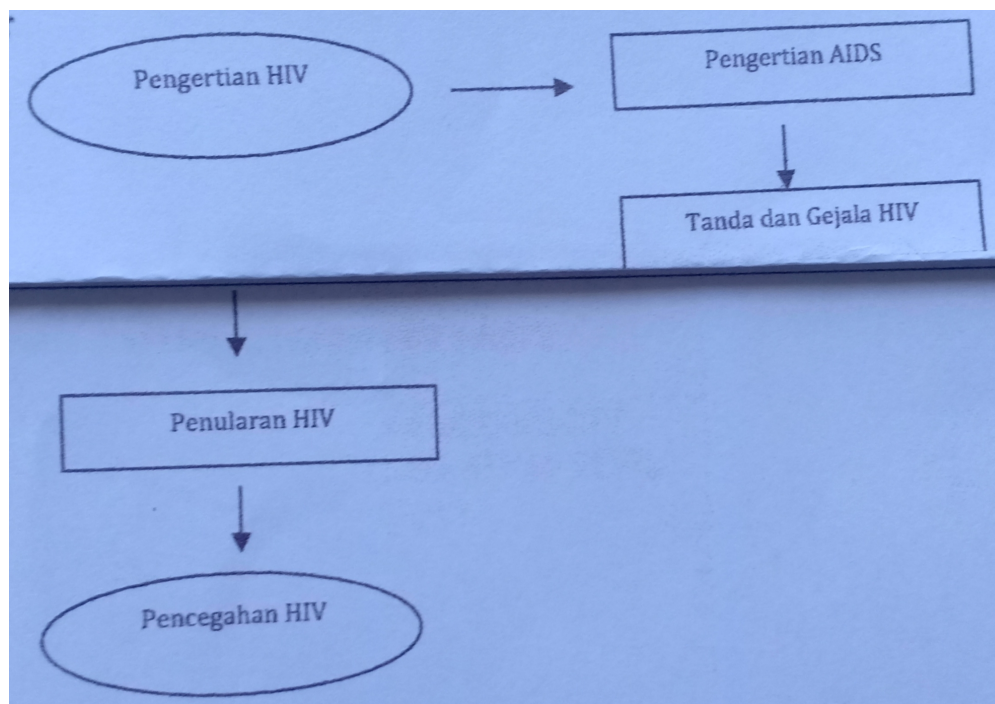 Pengertian HIV
Pengertian AIDS
Tanda dan Gejala HIV
Penularan HIV
Pencegahan HIV